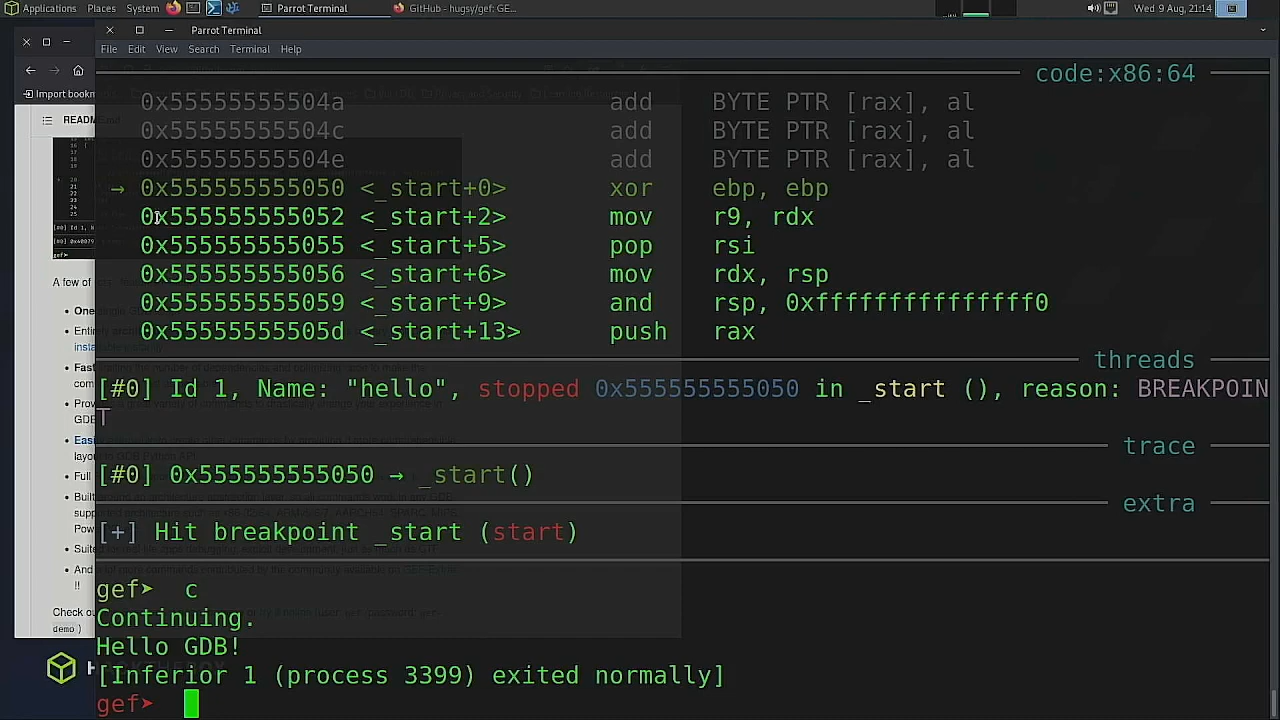 Applications Places System Parrot Terminal GitHub - hugsy/gef: GE... Wed 9 Aug, 21:14
Parrot Terminal
File Edit View Search Terminal Help
Import bookm
code:x86:64
0x55555555504a add BYTE PTR [rax], al
0x55555555504c add BYTE PTR [rax], al
README
0x55555555504e add BYTE PTR [rax], al
→ 0x555555555050 <_start+0> xor ebp, ebp
0x555555555052 <_start+2> mov r9, rdx
0x555555555055 <_start+5> pop rsi
0x555555555056 <_start+6> mov rdx, rsp
0x555555555059 <_start+9> and rsp, 0xfffffffffffffff0
0x55555555505d <_start+13> push rax
threads
[#0] Id 1, Name: "hello", stopped 0x555555555050 in _start (), reason: BREAKPOIN
T
trace
[#0] 0x555555555050 → _start()
extra
[+] Hit breakpoint _start (start)
gef➤ c
Continuing.
Hello GDB!
[Inferior 1 (process 3399) exited normally]
gef➤